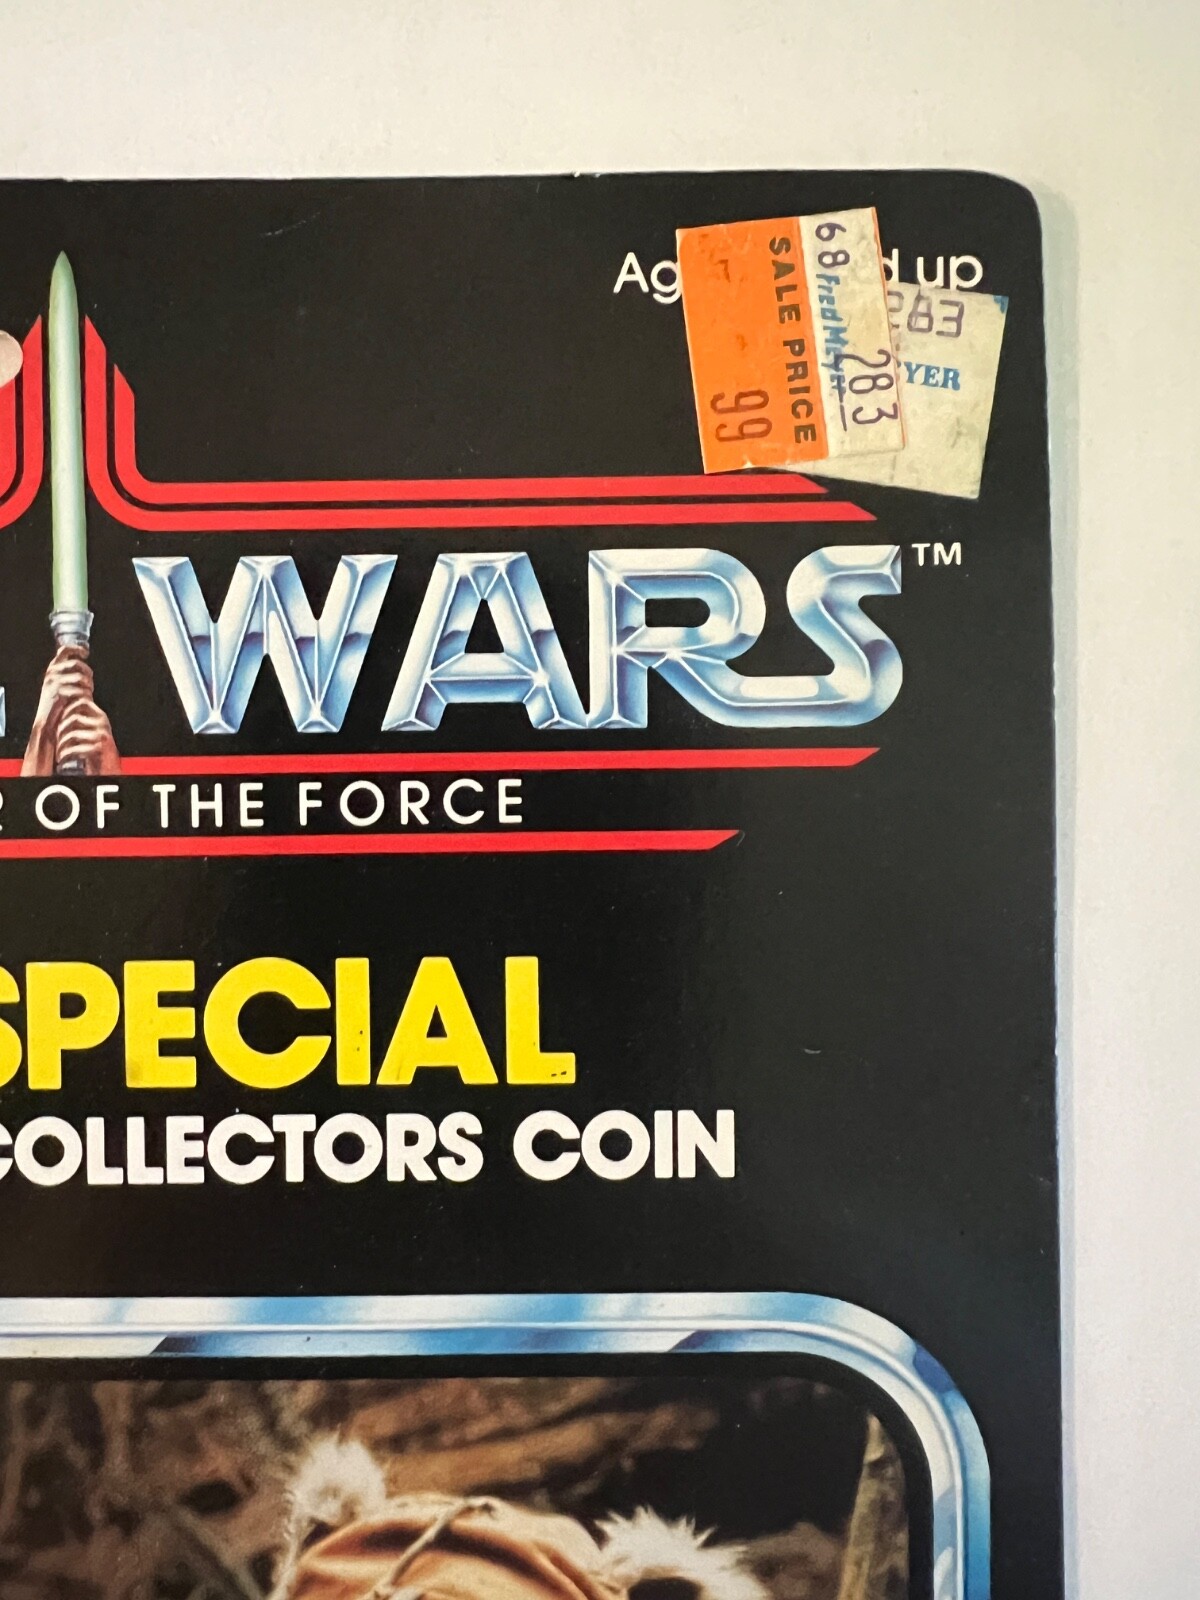 Ag d up
283
YER
68 Fred Meyer 283
SALE PRICE
99
WARS™
R OF THE FORCE
SPECIAL
COLLECTORS COIN